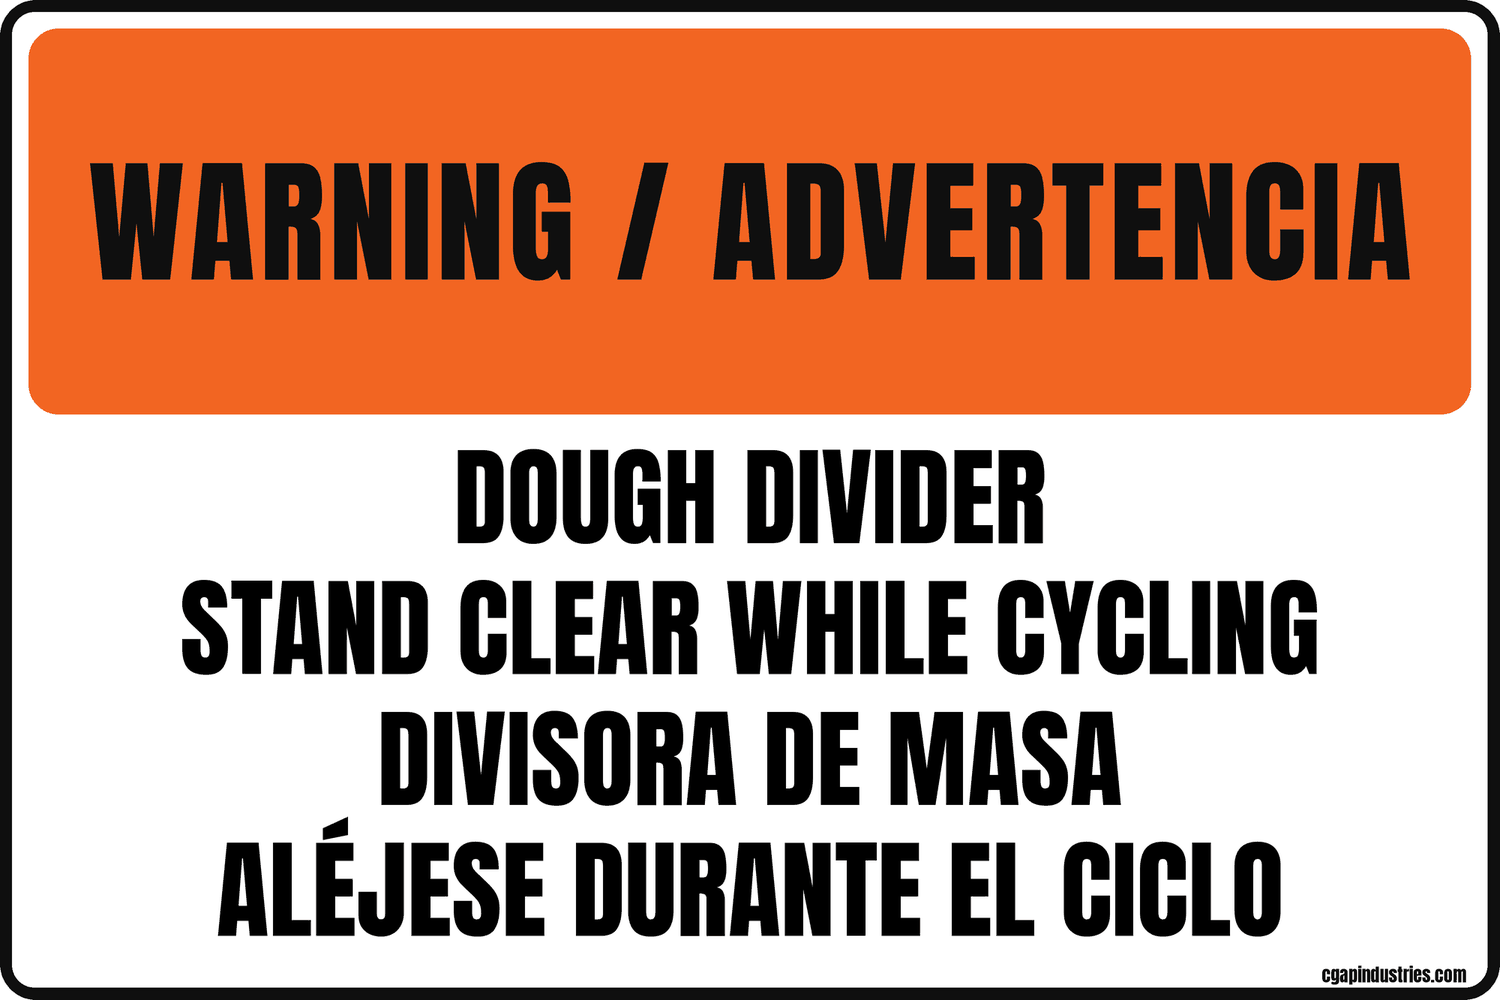 WARNING / ADVERTENCIA
DOUGH DIVIDER
STAND CLEAR WHILE CYCLING
DIVISORA DE MASA
ALÉJESE DURANTE EL CICLO
cgapindustries.com